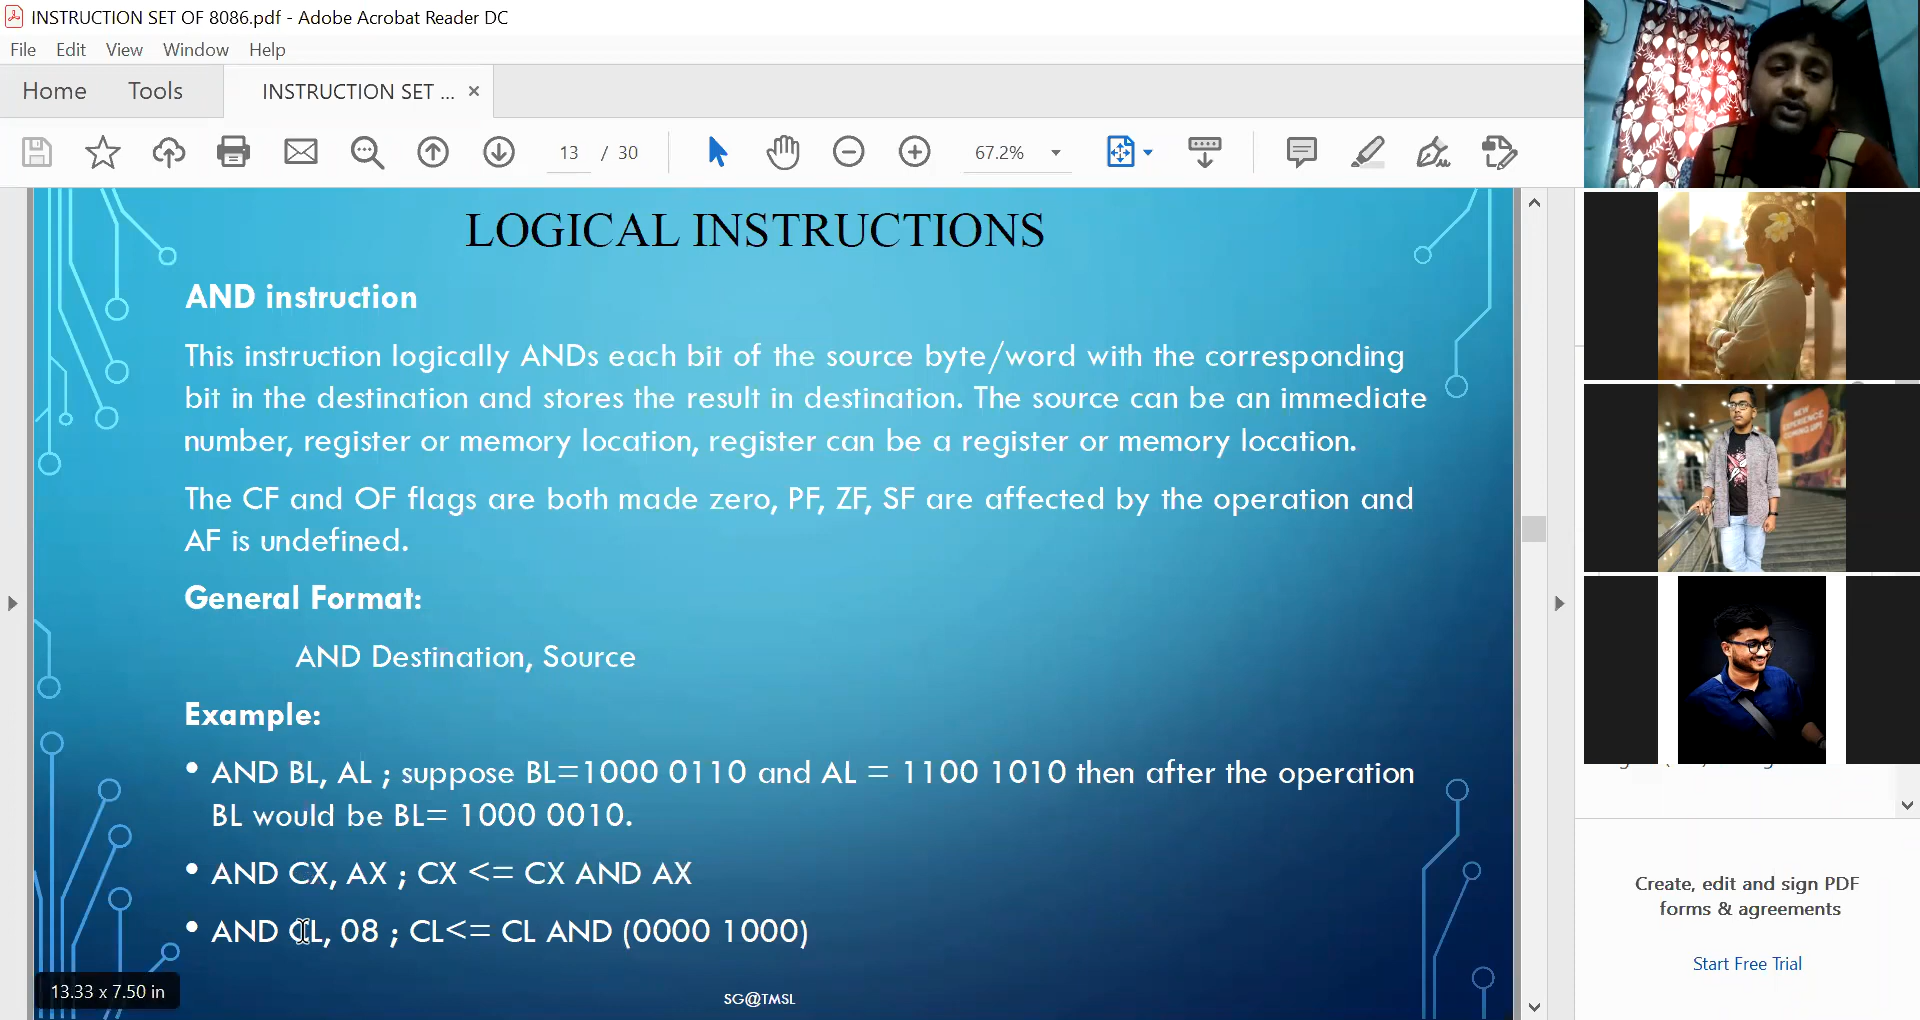 INSTRUCTION SET OF 8086.pdf - Adobe Acrobat Reader DC
File Edit View Window Help
Home Tools INSTRUCTION SET ... ×
13 / 30 67.2%
LOGICAL INSTRUCTIONS
AND instruction
This instruction logically ANDs each bit of the source byte/word with the corresponding
bit in the destination and stores the result in destination. The source can be an immediate
number, register or memory location, register can be a register or memory location.
The CF and OF flags are both made zero, PF, ZF, SF are affected by the operation and
AF is undefined.
General Format:
AND Destination, Source
Example:
• AND BL, AL ; suppose BL=1000 0110 and AL = 1100 1010 then after the operation
BL would be BL= 1000 0010.
• AND CX, AX ; CX <= CX AND AX
• AND CL, 08 ; CL<= CL AND (0000 1000)
13.33 x 7.50 in
SG@TMSL
NEW
EXPERIENCE
COMING UP!
Create, edit and sign PDF
forms & agreements
Start Free Trial